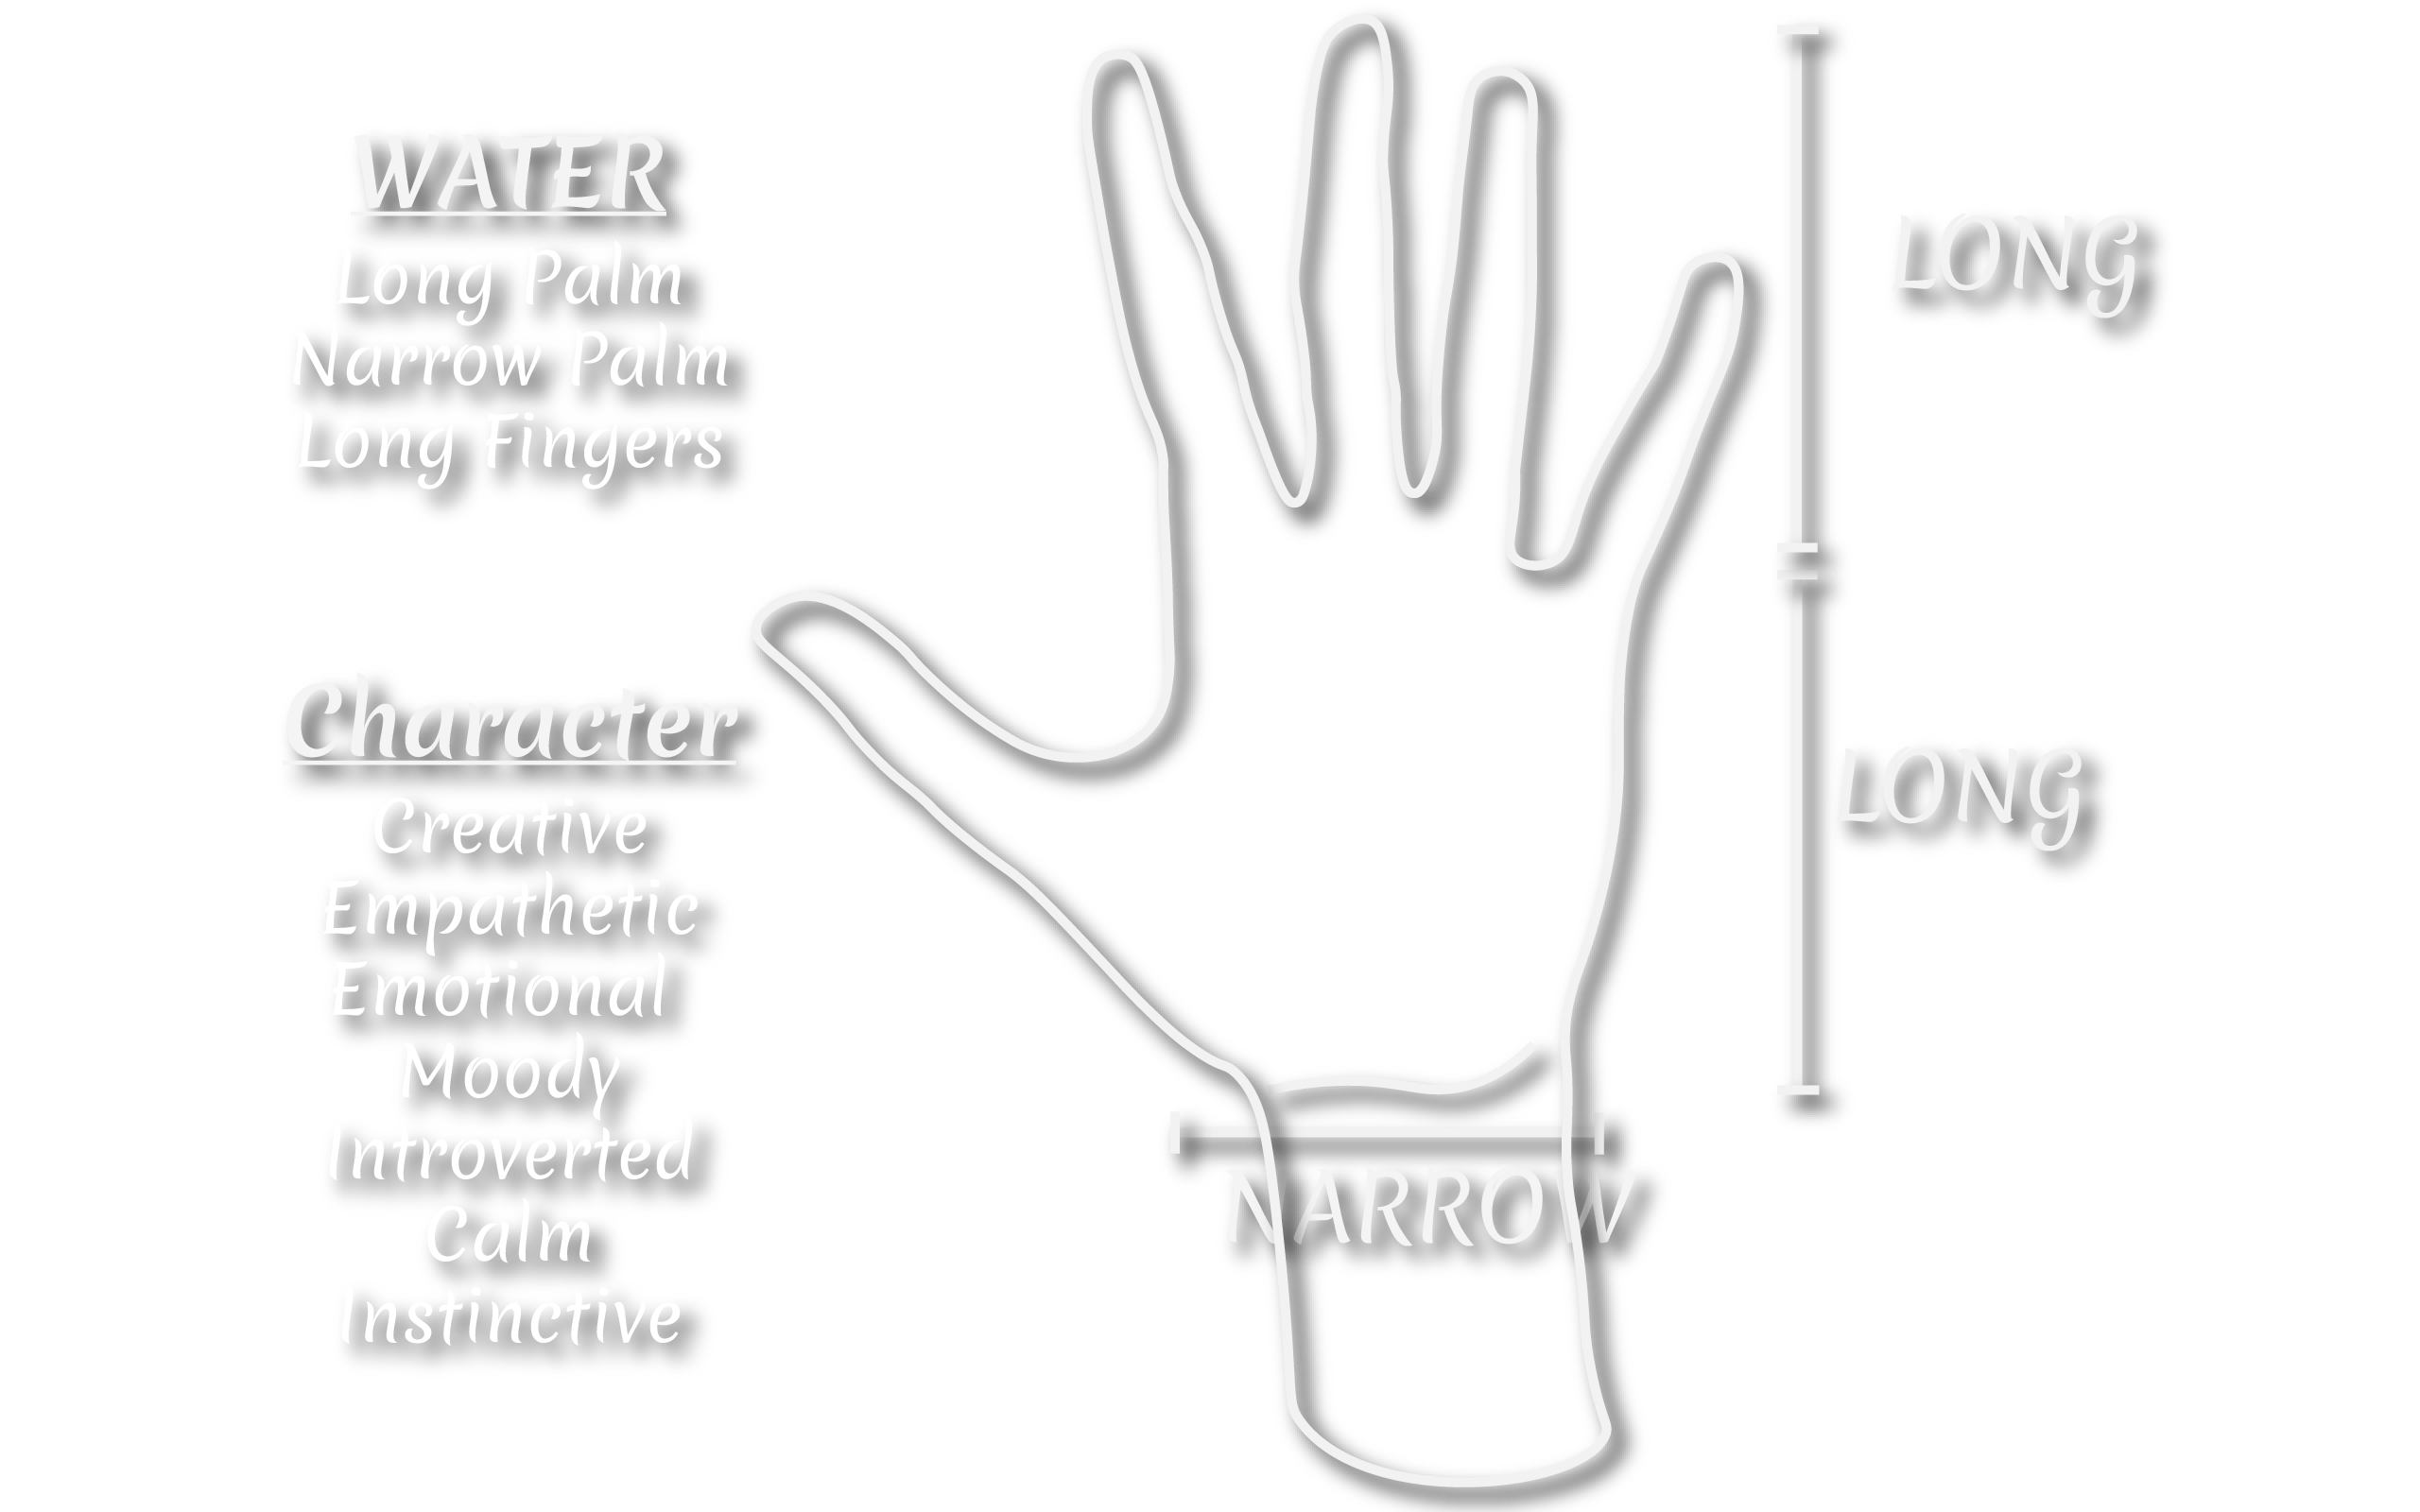 WATER
Long Palm
Narrow Palm
Long Fingers
Character
Creative
Empathetic
Emotional
Moody
Introverted
Calm
Instinctive
LONG
LONG
NARROW